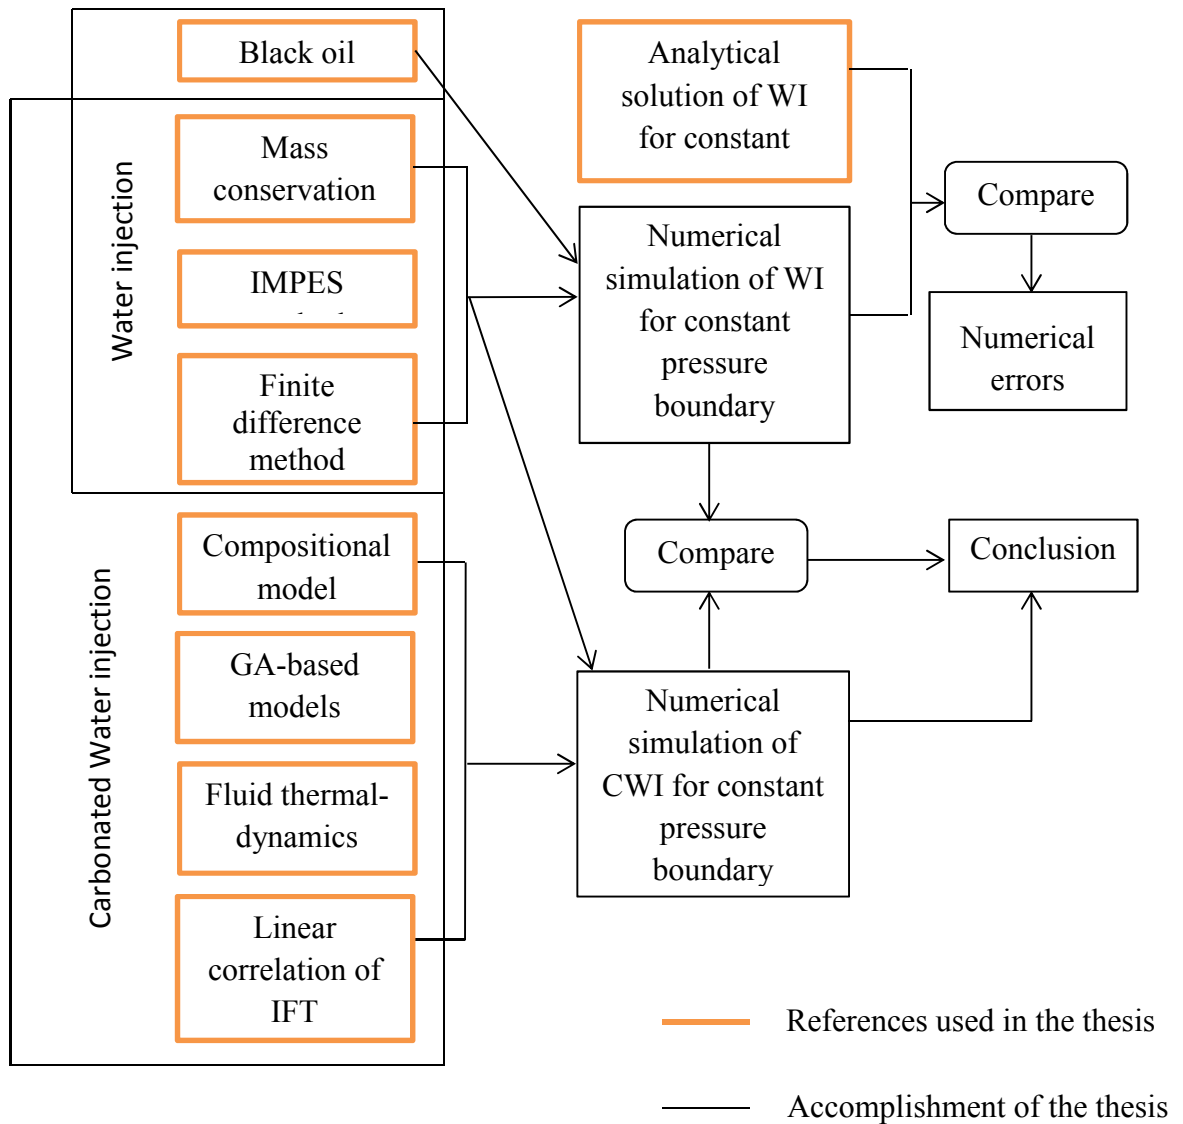 Black oil
Mass
conservation
IMPES
Finite
difference
method
Water injection
Compositional
model
GA-based
models
Fluid thermal-
dynamics
Linear
correlation of
IFT
Carbonated Water injection
Analytical
solution of WI
for constant
Numerical
simulation of WI
for constant
pressure
boundary
Compare
Numerical
errors
Compare
Conclusion
Numerical
simulation of
CWI for constant
pressure
boundary
References used in the thesis
Accomplishment of the thesis